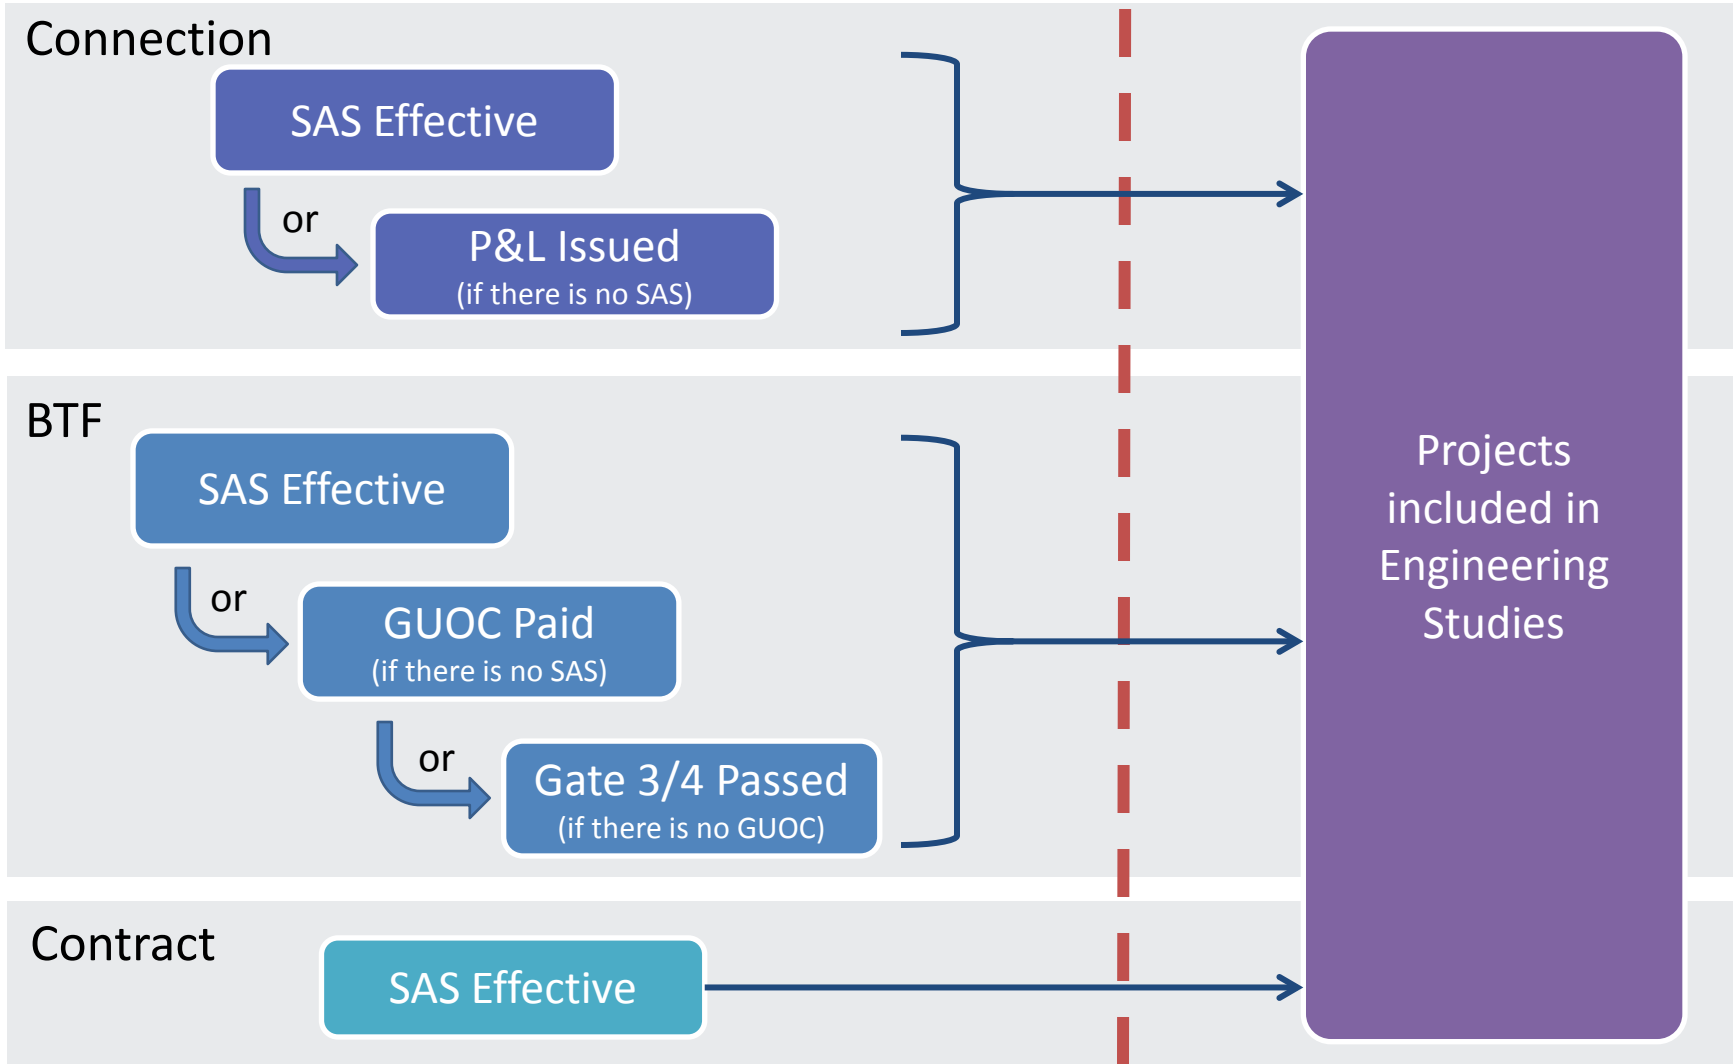 Connection
SAS Effective
or
P&L Issued
(if there is no SAS)
BTF
SAS Effective
or
GUOC Paid
(if there is no SAS)
or
Gate 3/4 Passed
(if there is no GUOC)
Contract
SAS Effective
Projects
included in
Engineering
Studies